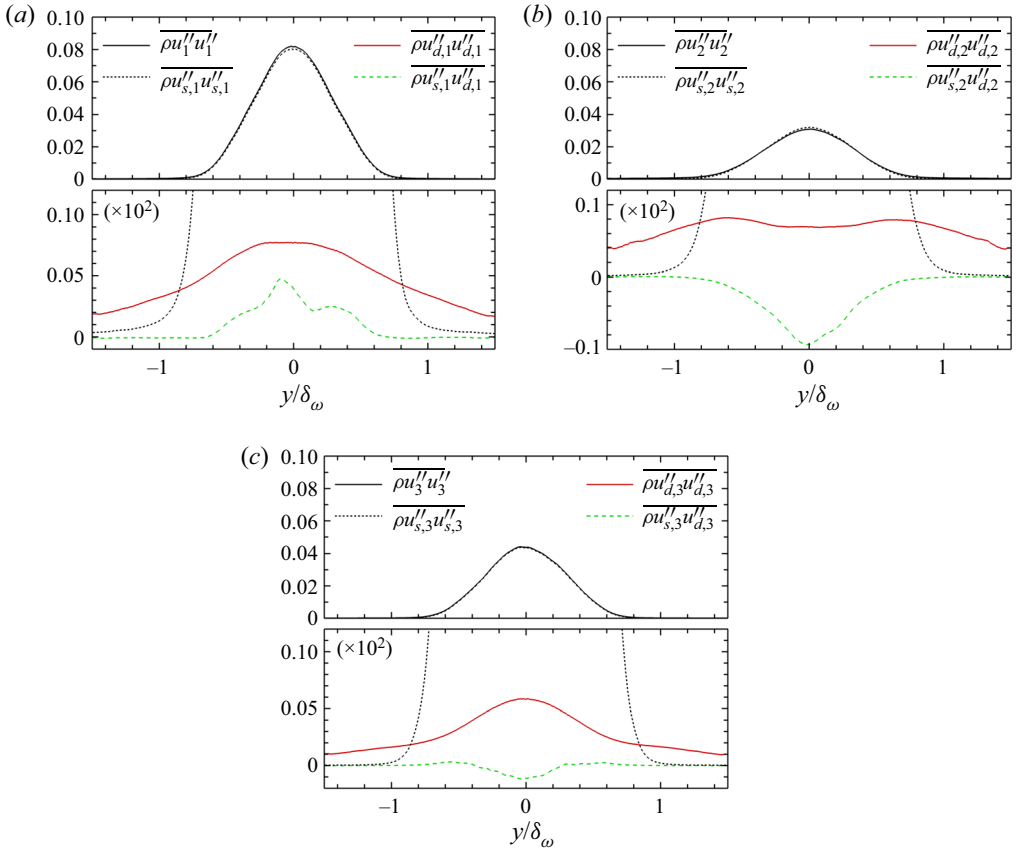 (a)
0.10
0.08
0.06
0.04
0.02
0
ρu″₁u″₁
ρu″s,1u″s,1
ρu″d,1u″d,1
ρu″s,1u″d,1
(×10²)
0.10
0.05
0
−1
0
1
y/δω
(b)
0.10
0.08
0.06
0.04
0.02
0
ρu″₂u″₂
ρu″s,2u″s,2
ρu″d,2u″d,2
ρu″s,2u″d,2
(×10²)
0.1
0
−0.1
−1
0
1
y/δω
(c)
0.10
0.08
0.06
0.04
0.02
0
ρu″₃u″₃
ρu″s,3u″s,3
ρu″d,3u″d,3
ρu″s,3u″d,3
(×10²)
0.10
0.05
0
−1
0
1
y/δω